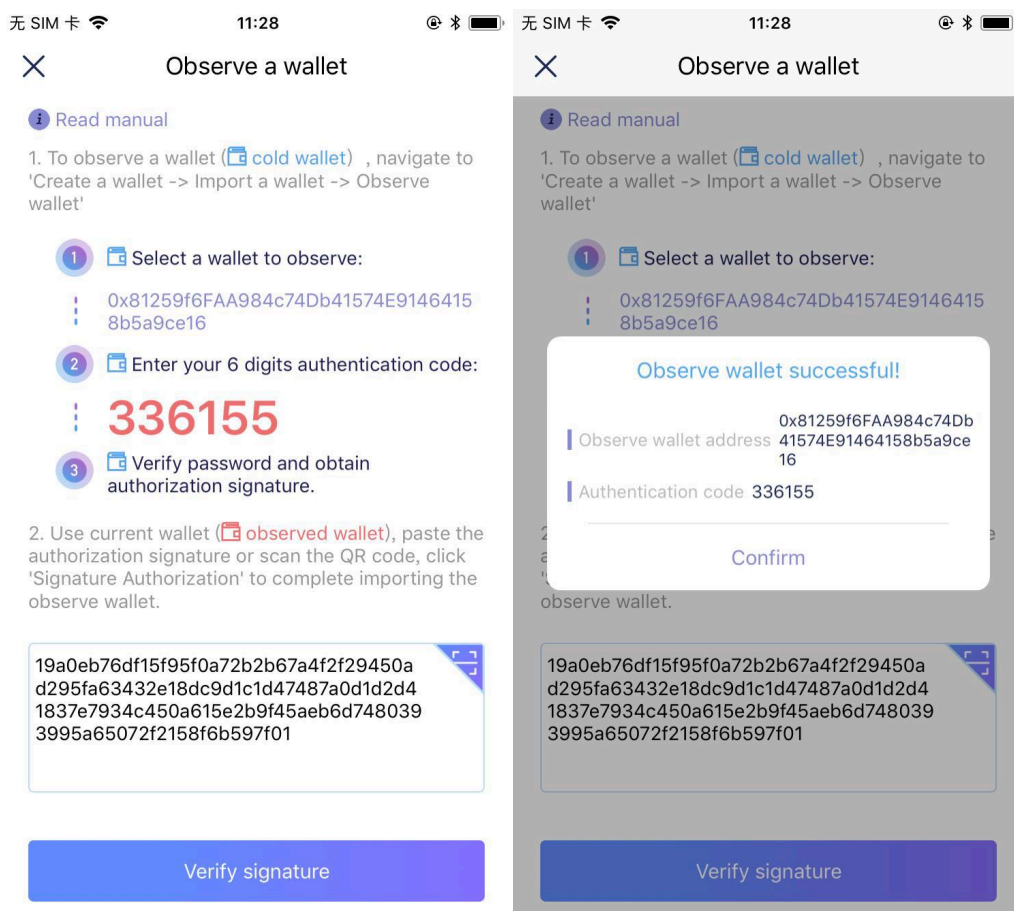 无 SIM 卡
11:28
Observe a wallet
Read manual
1. To observe a wallet (cold wallet) , navigate to
'Create a wallet -> Import a wallet -> Observe
wallet'
1
Select a wallet to observe:
0x81259f6FAA984c74Db41574E9146415
8b5a9ce16
2
Enter your 6 digits authentication code:
336155
3
Verify password and obtain
authorization signature.
2. Use current wallet (observed wallet), paste the
authorization signature or scan the QR code, click
'Signature Authorization' to complete importing the
observe wallet.
19a0eb76df15f95f0a72b2b67a4f2f29450a
d295fa63432e18dc9d1c1d47487a0d1d2d4
1837e7934c450a615e2b9f45aeb6d748039
3995a65072f2158f6b597f01
Verify signature
无 SIM 卡
11:28
Observe a wallet
Read manual
1. To observe a wallet (cold wallet) , navigate to
'Create a wallet -> Import a wallet -> Observe
wallet'
1
Select a wallet to observe:
0x81259f6FAA984c74Db41574E9146415
8b5a9ce16
Observe wallet successful!
Observe wallet address
0x81259f6FAA984c74Db
41574E91464158b5a9ce
16
Authentication code 336155
Confirm
observe wallet.
19a0eb76df15f95f0a72b2b67a4f2f29450a
d295fa63432e18dc9d1c1d47487a0d1d2d4
1837e7934c450a615e2b9f45aeb6d748039
3995a65072f2158f6b597f01
Verify signature